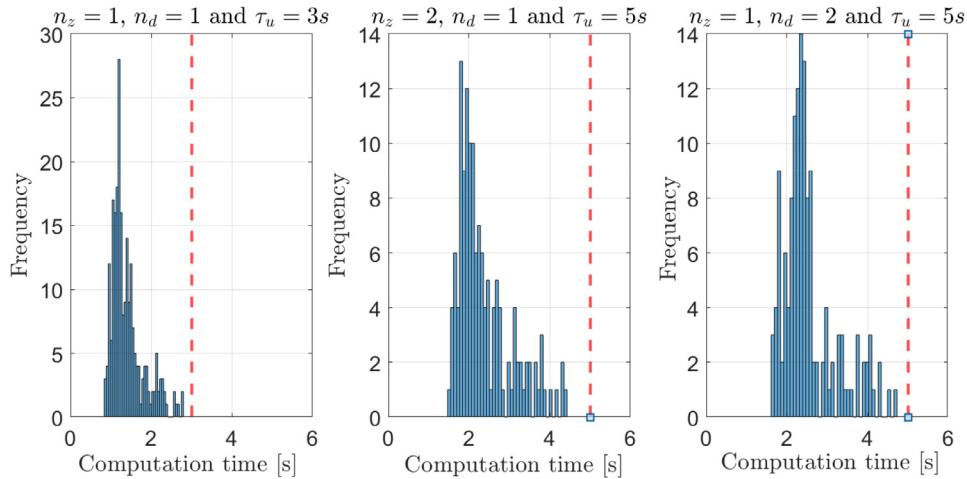 n_z = 1, n_d = 1 and τ_u = 3s
30
25
20
15
10
5
0
Frequency
0 2 4 6
Computation time [s]
n_z = 2, n_d = 1 and τ_u = 5s
14
12
10
8
6
4
2
0
Frequency
0 2 4 6
Computation time [s]
n_z = 1, n_d = 2 and τ_u = 5s
14
12
10
8
6
4
2
0
Frequency
0 2 4 6
Computation time [s]